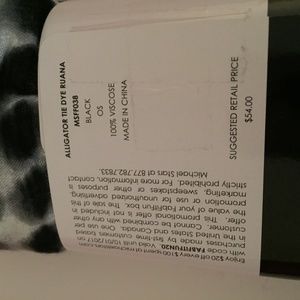 ALLIGATOR TIE DYE RUANA
MSFF038
BLACK
OS
100% VISCOSE
MADE IN CHINA
SUGGESTED RETAIL PRICE
$54.00
Enjoy $20 off every $100 spent at michaelstars.com
with code FABFITFUN20. Valid until 10/31/2017 on
purchases made by first-time customers based
in the United States and Canada. One use per
customer. Cannot be combined with any other
offer. This promotional offer is not included in
the value of your FabFitFun box. The sale of this
promotion or use for unauthorized advertising,
marketing, sweepstakes, or other purposes is
strictly prohibited. For more information, contact
Michael Stars at 877.782.7833.